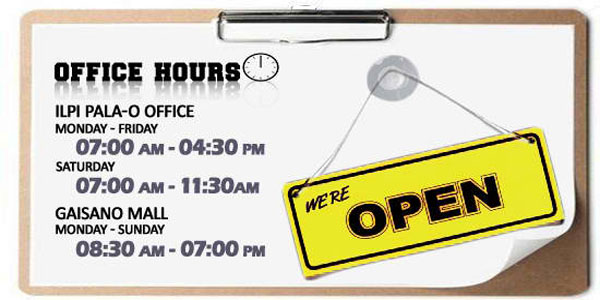 OFFICE HOURS
ILPI PALA-O OFFICE
MONDAY - FRIDAY
07:00 AM - 04:30 PM
SATURDAY
07:00 AM - 11:30AM
GAISANO MALL
MONDAY - SUNDAY
08:30 AM - 07:00 PM
WE'RE
OPEN